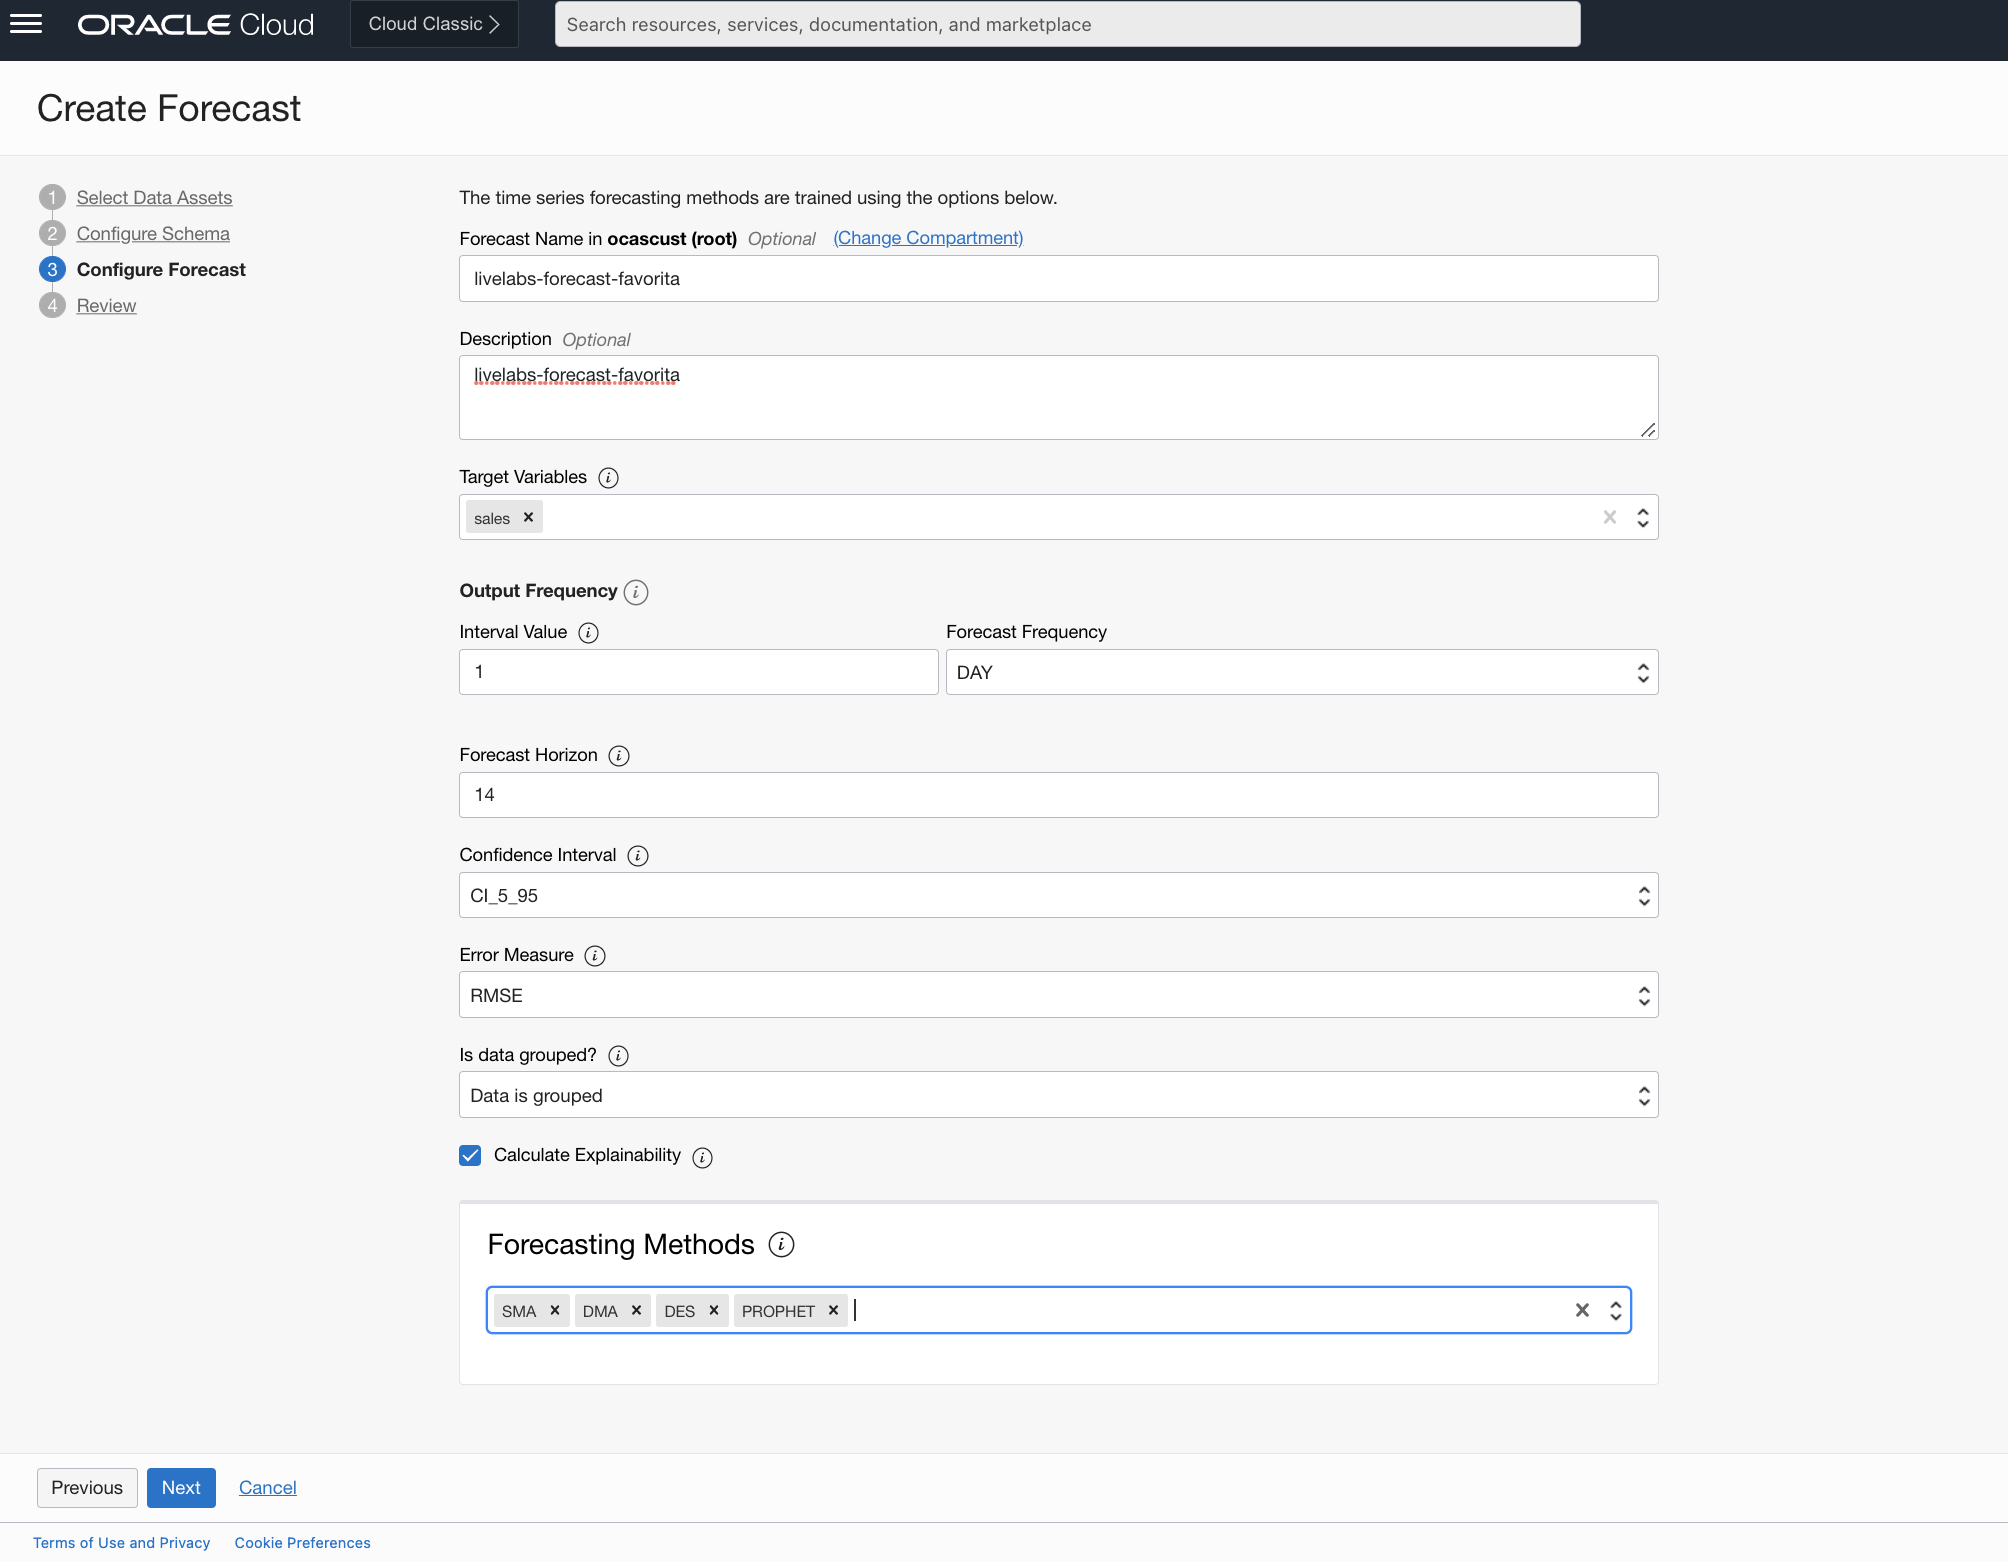 ORACLE Cloud
Cloud Classic
Search resources, services, documentation, and marketplace
Create Forecast
1 Select Data Assets
2 Configure Schema
3 Configure Forecast
4 Review
The time series forecasting methods are trained using the options below.
Forecast Name in ocascust (root) Optional (Change Compartment)
livelabs-forecast-favorita
Description Optional
livelabs-forecast-favorita
Target Variables i
sales ×
Output Frequency i
Interval Value i Forecast Frequency
1 DAY
Forecast Horizon i
14
Confidence Interval i
CI_5_95
Error Measure i
RMSE
Is data grouped? i
Data is grouped
Calculate Explainability i
Forecasting Methods i
SMA × DMA × DES × PROPHET ×
Previous Next Cancel
Terms of Use and Privacy Cookie Preferences